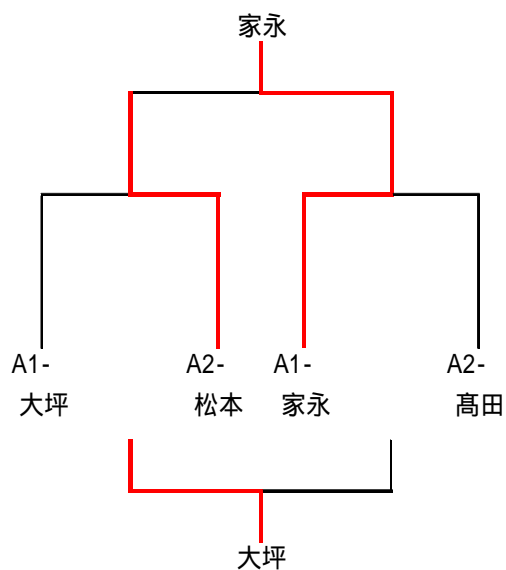 家永
A1- A2- A1- A2-
大坪 松本 家永 髙田
大坪